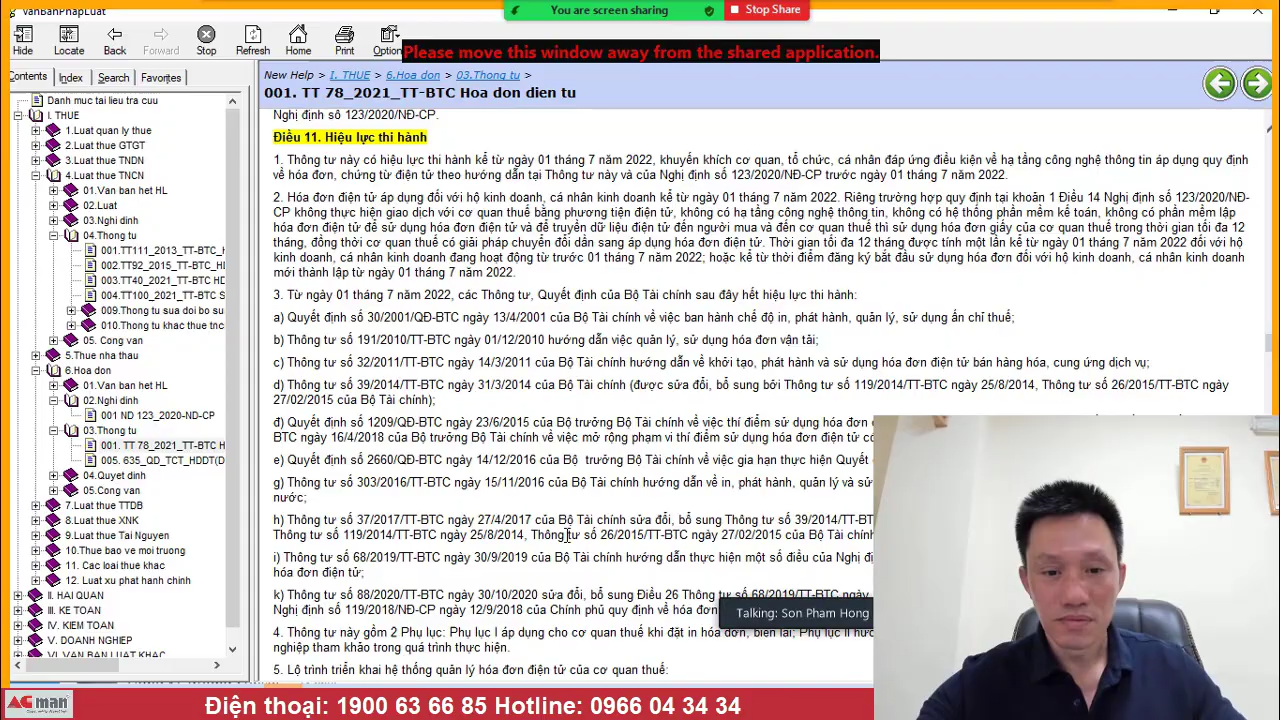 VanBanPhapLuat
You are screen sharing
Stop Share
Hide
Locate
Back
Forward
Stop
Refresh
Home
Print
Options
Please move this window away from the shared application.
Contents
Index
Search
Favorites
Danh muc tai lieu tra cuu
I. THUE
1.Luat quan ly thue
2.Luat thue GTGT
3.Luat thue TNDN
4.Luat thue TNCN
01.Van ban het HL
02.Luat
03.Nghi dinh
04.Thong tu
001.TT111_2013_TT-BTC_H
002.TT92_2015_TT-BTC_HD
003.TT40_2021_TT-BTC HD
004.TT100_2021_TT-BTC S
009.Thong tu sua doi bo su
010.Thong tu khac thue tnc
05. Cong van
5.Thue nha thau
6.Hoa don
01.Van ban het HL
02.Nghi dinh
001 ND 123_2020-ND-CP
03.Thong tu
001. TT 78_2021_TT-BTC H
005. 635_QD_TCT_HDDT(D
04.Quyet dinh
05.Cong van
7.Luat thue TTDB
8.Luat thue XNK
9.Luat thue Tai Nguyen
10.Thue bao ve moi truong
11. Cac loai thue khac
12. Luat xu phat hanh chinh
II. HAI QUAN
III. KE TOAN
IV. KIEM TOAN
V. DOANH NGHIEP
VI. VAN BAN LUAT KHAC
New Help > I. THUE > 6.Hoa don > 03.Thong tu >
001. TT 78_2021_TT-BTC Hoa don dien tu
Nghị định số 123/2020/NĐ-CP.
Điều 11. Hiệu lực thi hành
1. Thông tư này có hiệu lực thi hành kể từ ngày 01 tháng 7 năm 2022, khuyến khích cơ quan, tổ chức, cá nhân đáp ứng điều kiện về hạ tầng công nghệ thông tin áp dụng quy định
về hóa đơn, chứng từ điện tử theo hướng dẫn tại Thông tư này và của Nghị định số 123/2020/NĐ-CP trước ngày 01 tháng 7 năm 2022.
2. Hóa đơn điện tử áp dụng đối với hộ kinh doanh, cá nhân kinh doanh kể từ ngày 01 tháng 7 năm 2022. Riêng trường hợp quy định tại khoản 1 Điều 14 Nghị định số 123/2020/NĐ-
CP không thực hiện giao dịch với cơ quan thuế bằng phương tiện điện tử, không có hạ tầng công nghệ thông tin, không có hệ thống phần mềm kế toán, không có phần mềm lập
hóa đơn điện tử để sử dụng hóa đơn điện tử và để truyền dữ liệu điện tử đến người mua và đến cơ quan thuế thì sử dụng hóa đơn giấy của cơ quan thuế trong thời gian tối đa 12
tháng, đồng thời cơ quan thuế có giải pháp chuyển đổi dần sang áp dụng hóa đơn điện tử. Thời gian tối đa 12 tháng được tính một lần kể từ ngày 01 tháng 7 năm 2022 đối với hộ
kinh doanh, cá nhân kinh doanh đang hoạt động từ trước 01 tháng 7 năm 2022; hoặc kể từ thời điểm đăng ký bắt đầu sử dụng hóa đơn đối với hộ kinh doanh, cá nhân kinh doanh
mới thành lập từ ngày 01 tháng 7 năm 2022.
3. Từ ngày 01 tháng 7 năm 2022, các Thông tư, Quyết định của Bộ Tài chính sau đây hết hiệu lực thi hành:
a) Quyết định số 30/2001/QĐ-BTC ngày 13/4/2001 của Bộ Tài chính về việc ban hành chế độ in, phát hành, quản lý, sử dụng ấn chỉ thuế;
b) Thông tư số 191/2010/TT-BTC ngày 01/12/2010 hướng dẫn việc quản lý, sử dụng hóa đơn vận tải;
c) Thông tư số 32/2011/TT-BTC ngày 14/3/2011 của Bộ Tài chính hướng dẫn về khởi tạo, phát hành và sử dụng hóa đơn điện tử bán hàng hóa, cung ứng dịch vụ;
d) Thông tư số 39/2014/TT-BTC ngày 31/3/2014 của Bộ Tài chính (được sửa đổi, bổ sung bởi Thông tư số 119/2014/TT-BTC ngày 25/8/2014, Thông tư số 26/2015/TT-BTC ngày
27/02/2015 của Bộ Tài chính);
đ) Quyết định số 1209/QĐ-BTC ngày 23/6/2015 của Bộ trưởng Bộ Tài chính về việc thí điểm sử dụng hóa đơn
BTC ngày 16/4/2018 của Bộ trưởng Bộ Tài chính về việc mở rộng phạm vi thí điểm sử dụng hóa đơn điện tử có
e) Quyết định số 2660/QĐ-BTC ngày 14/12/2016 của Bộ trưởng Bộ Tài chính về việc gia hạn thực hiện Quyết
g) Thông tư số 303/2016/TT-BTC ngày 15/11/2016 của Bộ Tài chính hướng dẫn về in, phát hành, quản lý và sử
nước;
h) Thông tư số 37/2017/TT-BTC ngày 27/4/2017 của Bộ Tài chính sửa đổi, bổ sung Thông tư số 39/2014/TT-BT
Thông tư số 119/2014/TT-BTC ngày 25/8/2014, Thông tư số 26/2015/TT-BTC ngày 27/02/2015 của Bộ Tài chính
i) Thông tư số 68/2019/TT-BTC ngày 30/9/2019 của Bộ Tài chính hướng dẫn thực hiện một số điều của Nghị đị
hóa đơn điện tử;
k) Thông tư số 88/2020/TT-BTC ngày 30/10/2020 sửa đổi, bổ sung Điều 26 Thông tư số 68/2019/TT-BTC ngày
Nghị định số 119/2018/NĐ-CP ngày 12/9/2018 của Chính phủ quy định về hóa đơn
Talking: Son Pham Hong
4. Thông tư này gồm 2 Phụ lục: Phụ lục I áp dụng cho cơ quan thuế khi đặt in hóa đơn, biên lai; Phụ lục II hướ
nghiệp tham khảo trong quá trình thực hiện.
5. Lộ trình triển khai hệ thống quản lý hóa đơn điện tử của cơ quan thuế:
ACman
Điện thoại: 1900 63 66 85 Hotline: 0966 04 34 34